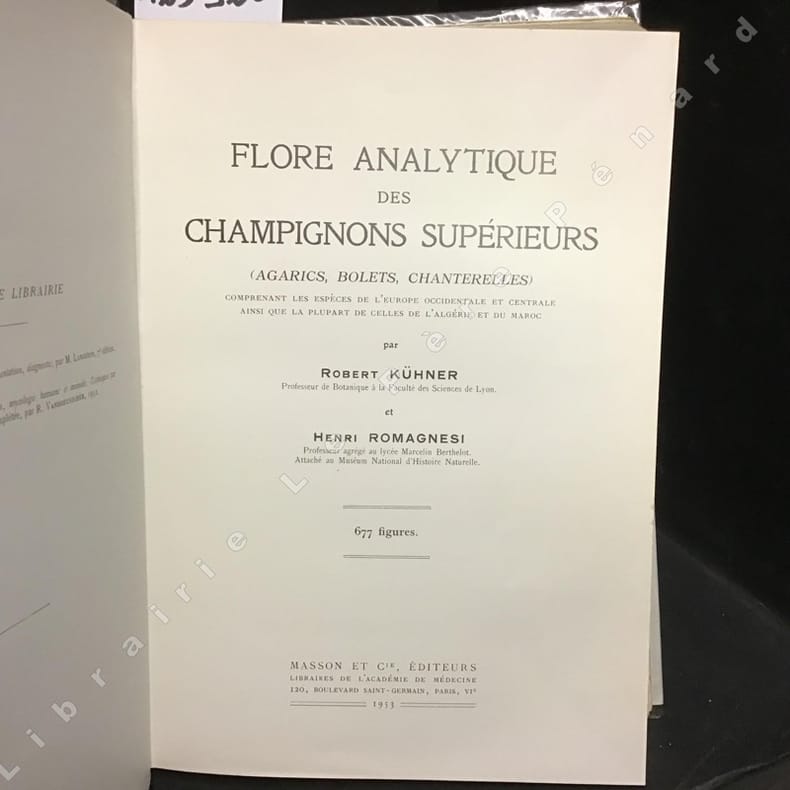 E LIBRAIRIE
FLORE ANALYTIQUE
DES
CHAMPIGNONS SUPÉRIEURS
(AGARICS, BOLETS, CHANTERELLES)
COMPRENANT LES ESPÈCES DE L'EUROPE OCCIDENTALE ET CENTRALE
AINSI QUE LA PLUPART DE CELLES DE L'ALGÉRIE ET DU MAROC
par
ROBERT KÜHNER
Professeur de Botanique à la Faculté des Sciences de Lyon.
et
HENRI ROMAGNESI
Professeur agrégé au lycée Marcelin Berthelot.
Attaché au Muséum National d'Histoire Naturelle.
677 figures.
MASSON ET CIE, ÉDITEURS
LIBRAIRES DE L'ACADÉMIE DE MÉDECINE
120, BOULEVARD SAINT-GERMAIN, PARIS, VIe
1953
Librairie Le Père Pénard